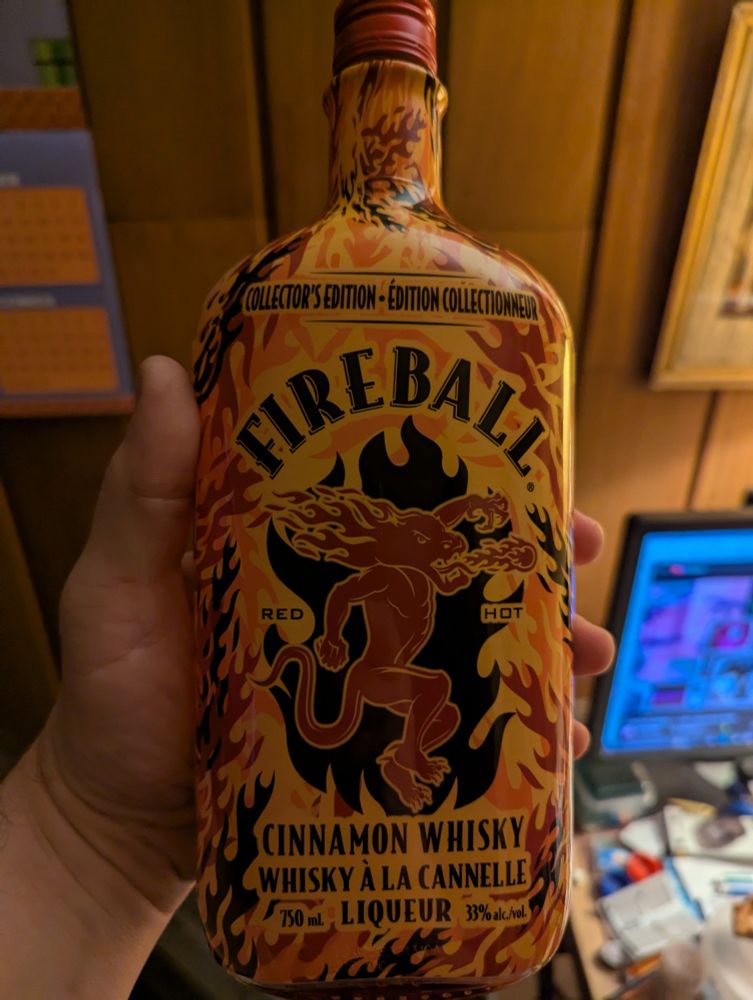 COLLECTOR'S EDITION • ÉDITION COLLECTIONNEUR
FIREBALL®
RED HOT
CINNAMON WHISKY
WHISKY À LA CANNELLE
750 mL LIQUEUR 33% alc./vol.